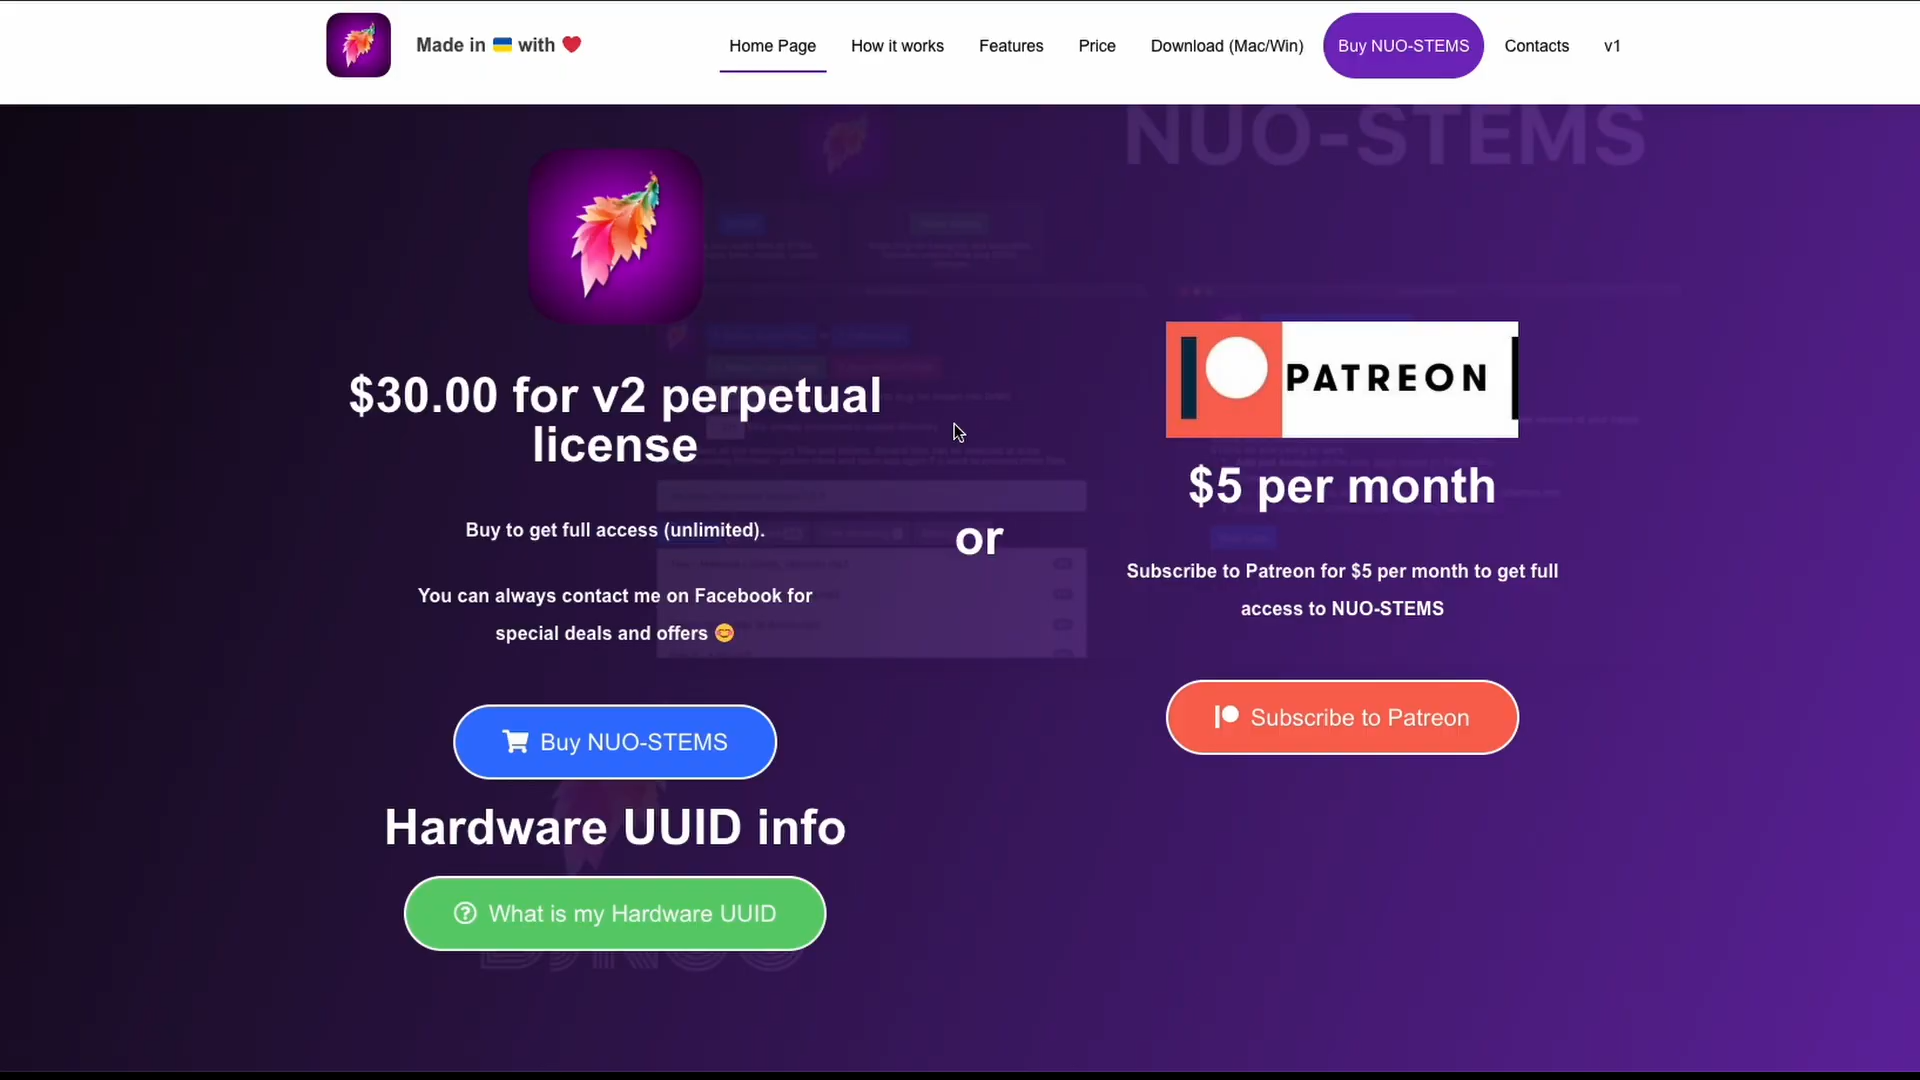 Made in 🇺🇦 with ❤️
Home Page
How it works
Features
Price
Download (Mac/Win)
Buy NUO-STEMS
Contacts
v1
NUO-STEMS
$30.00 for v2 perpetual
license
Buy to get full access (unlimited).
You can always contact me on Facebook for
special deals and offers 😊
Buy NUO-STEMS
Hardware UUID info
What is my Hardware UUID
or
PATREON
$5 per month
Subscribe to Patreon for $5 per month to get full
access to NUO-STEMS
Subscribe to Patreon